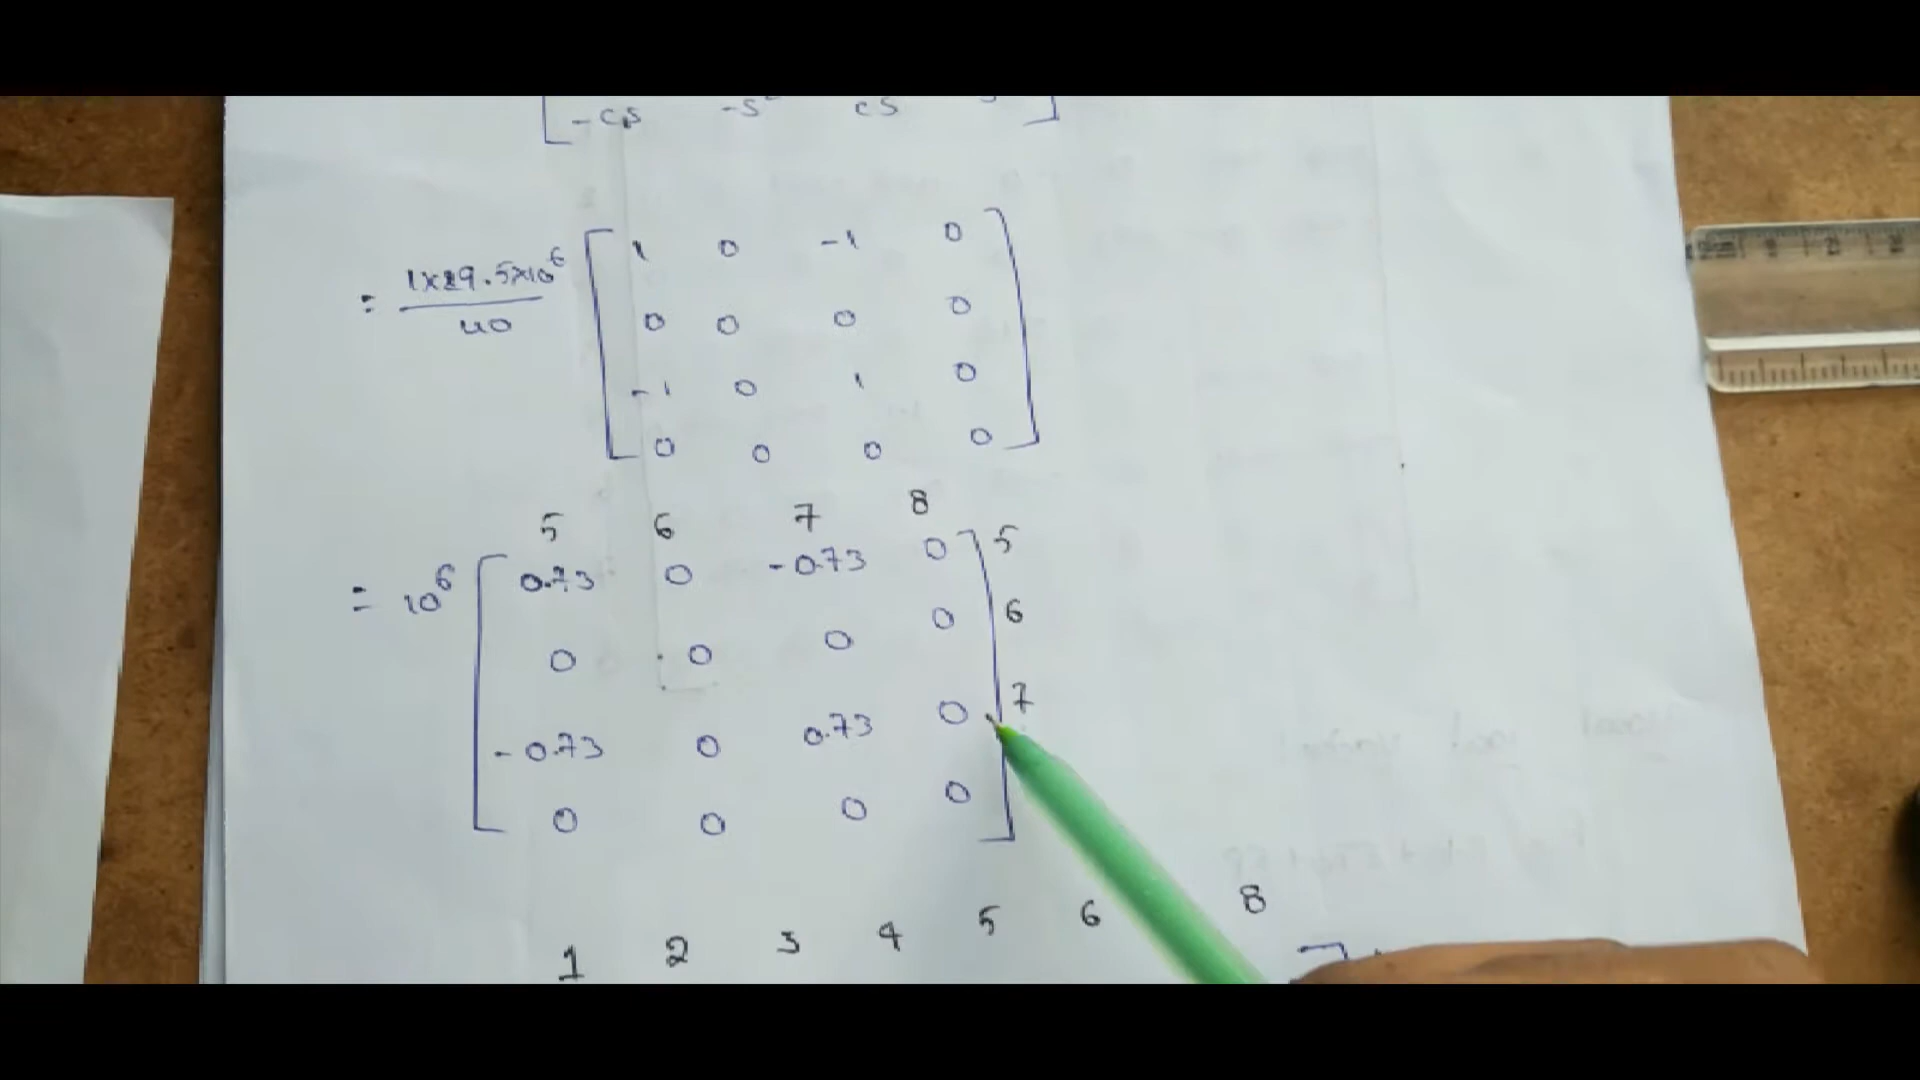 -cs -s² cs
= 1×29.5×10⁶ / 40
1 0 -1 0
0 0 0 0
-1 0 1 0
0 0 0 0
5 6 7 8
= 10⁶
0.73 0 -0.73 0 5
0 0 0 0 6
-0.73 0 0.73 0 7
0 0 0 0
1 2 3 4 5 6 8